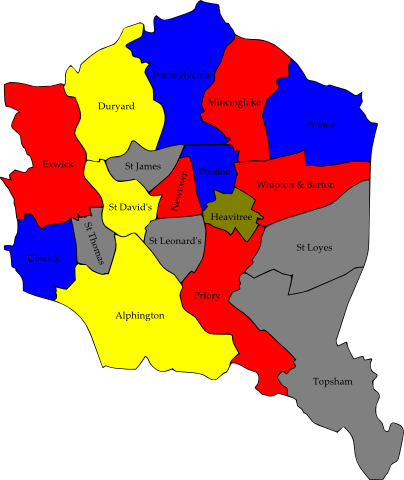 Pennsylvania
Duryard
Mincinglake
Pinhoe
Exwick
St James
Polsloe
Newtown
Whipton & Barton
St David's
Heavitree
St Thomas
St Leonard's
St Loyes
Cowick
Priory
Alphington
Topsham